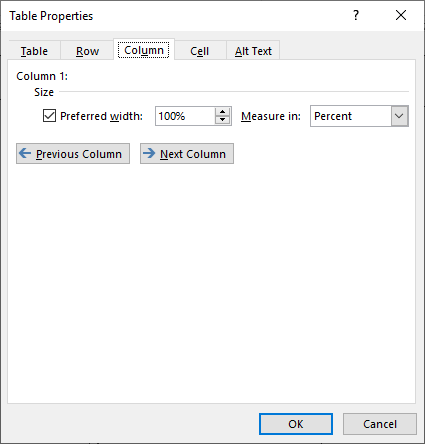 Table Properties
?
Table Row Column Cell Alt Text
Column 1:
Size
Preferred width: 100% Measure in: Percent
Previous Column Next Column
OK Cancel